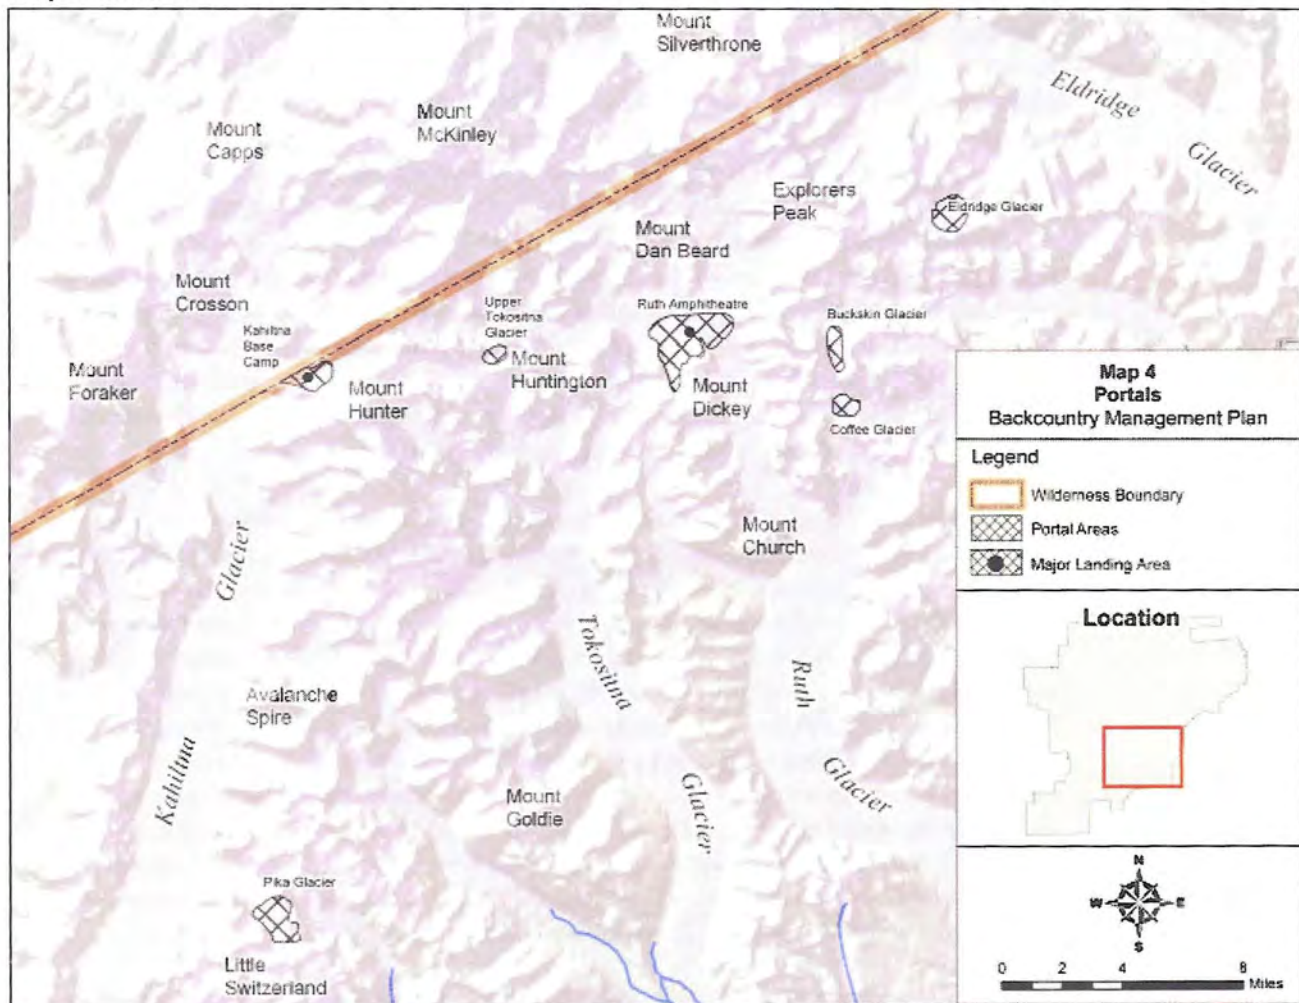 Mount
Silverthrone
Eldridge
Glacier
Mount
McKinley
Mount
Capps
Explorers
Peak
Eldridge Glacier
Mount
Dan Beard
Mount
Crosson
Upper
Tokositna
Glacier
Ruth Amphitheatre
Buckskin Glacier
Kahiltna
Base
Camp
Mount
Foraker
Mount
Hunter
Mount
Huntington
Mount
Dickey
Coffee Glacier
Mount
Church
Kahiltna
Glacier
Tokositna
Glacier
Ruth
Glacier
Avalanche
Spire
Mount
Goldie
Pika Glacier
Little
Switzerland
Map 4
Portals
Backcountry Management Plan
Legend
Wilderness Boundary
Portal Areas
Major Landing Area
Location
N
W E
S
0 2 4 8
Miles